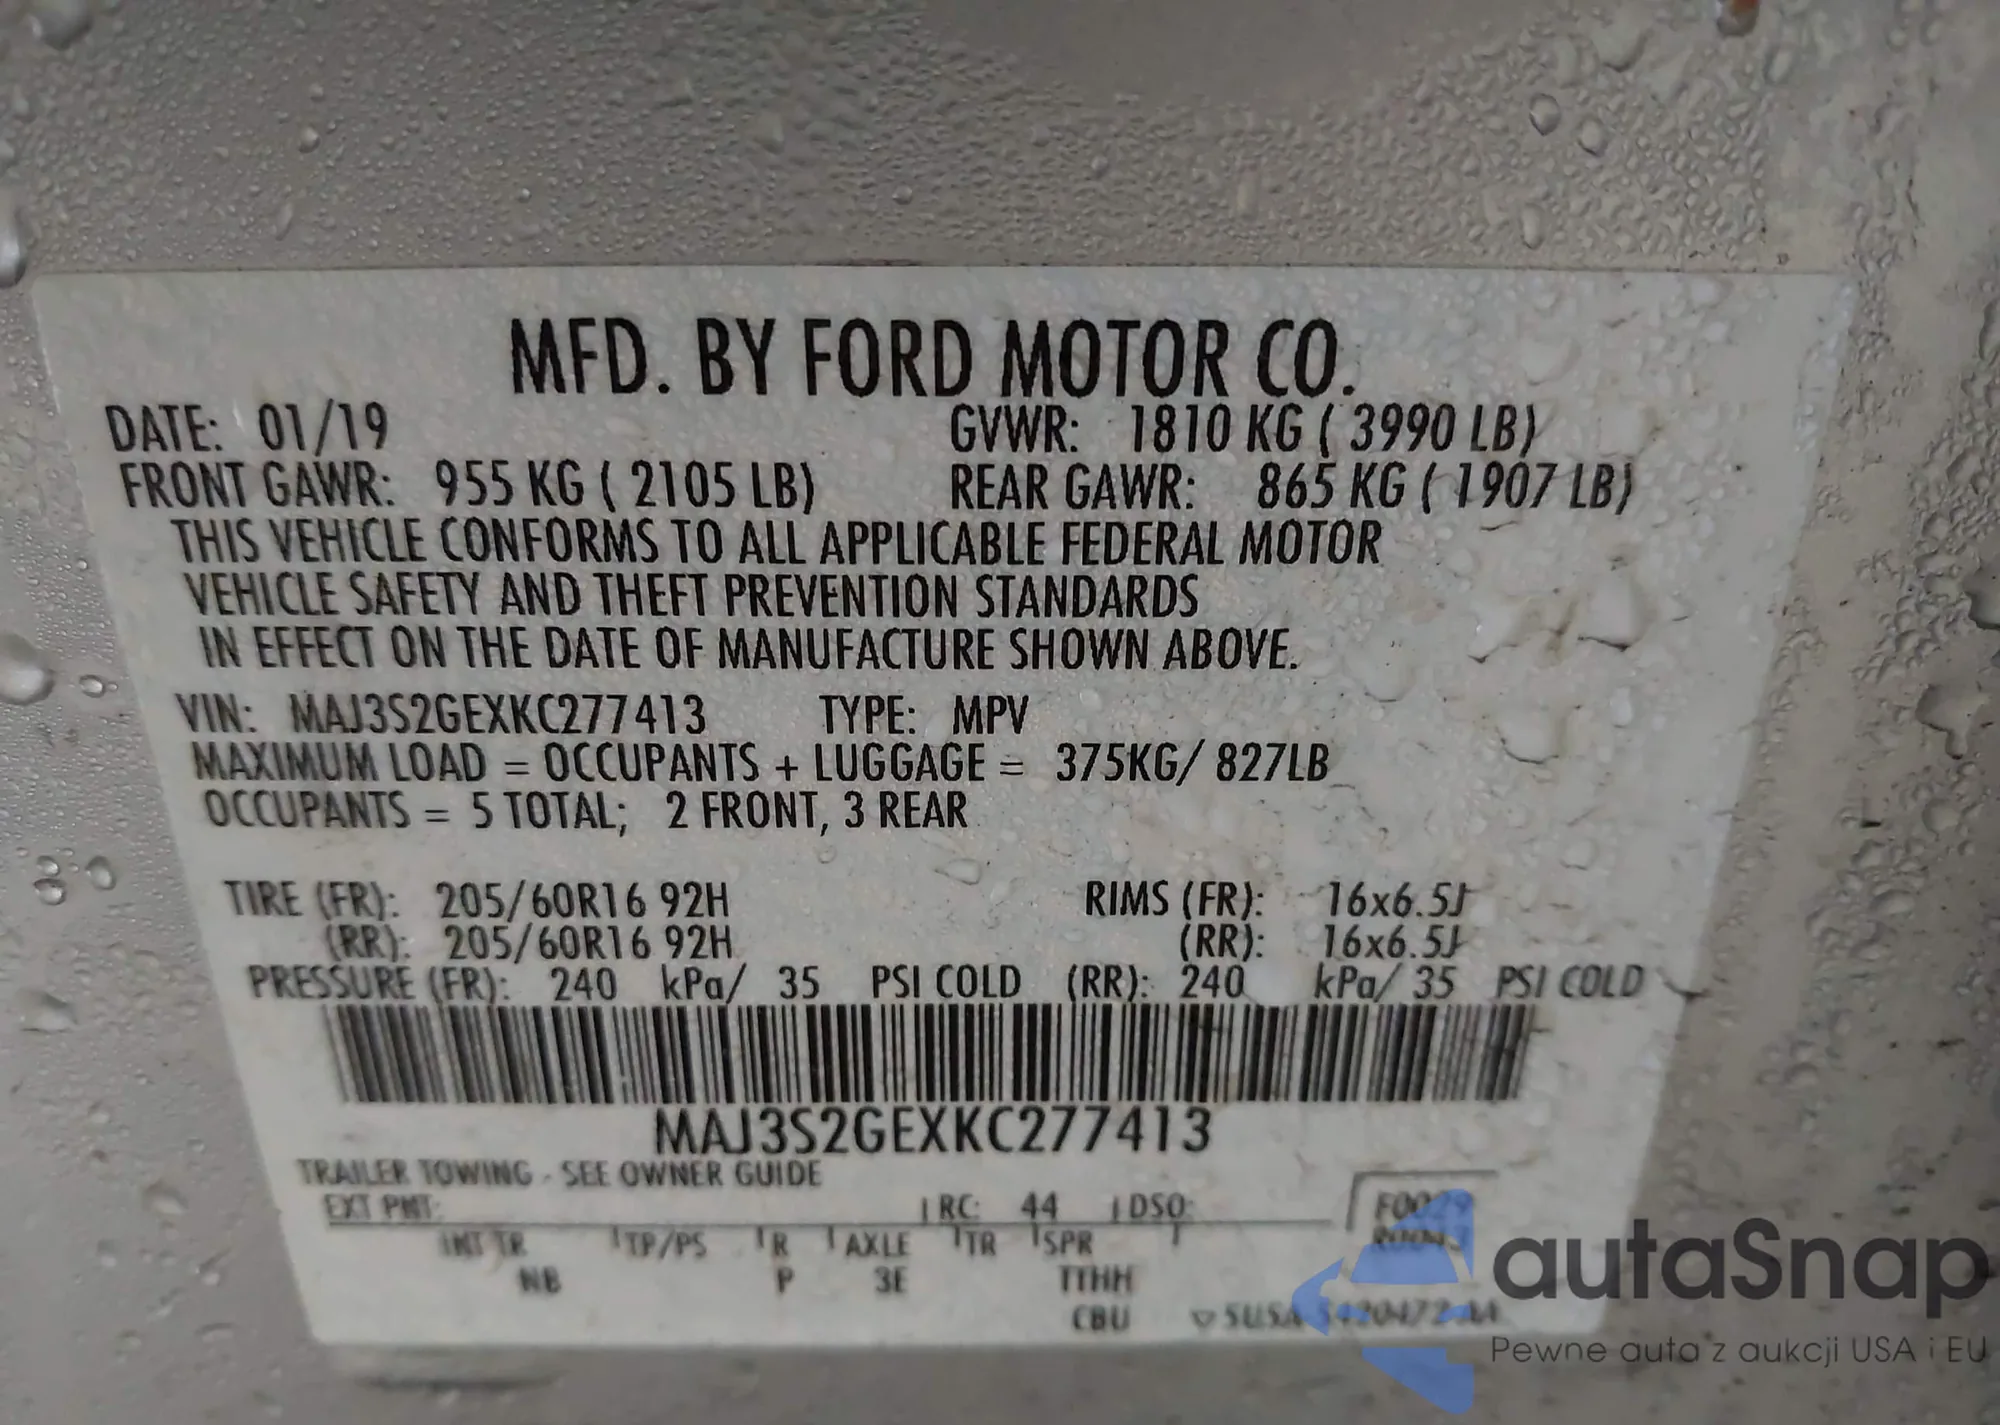 MFD. BY FORD MOTOR CO.
DATE: 01/19 GVWR: 1810 KG ( 3990 LB)
FRONT GAWR: 955 KG ( 2105 LB) REAR GAWR: 865 KG ( 1907 LB)
THIS VEHICLE CONFORMS TO ALL APPLICABLE FEDERAL MOTOR
VEHICLE SAFETY AND THEFT PREVENTION STANDARDS
IN EFFECT ON THE DATE OF MANUFACTURE SHOWN ABOVE.
VIN: MAJ3S2GEXKC277413 TYPE: MPV
MAXIMUM LOAD = OCCUPANTS + LUGGAGE = 375KG/ 827LB
OCCUPANTS = 5 TOTAL; 2 FRONT, 3 REAR
TIRE (FR): 205/60R16 92H RIMS (FR): 16x6.5J
(RR): 205/60R16 92H (RR): 16x6.5J
PRESSURE (FR): 240 kPa/ 35 PSI COLD (RR): 240 kPa/ 35 PSI COLD
MAJ3S2GEXKC277413
TRAILER TOWING - SEE OWNER GUIDE
EXT PNT: RC: 44 DSO:
INT TR TP/PS R AXLE TR SPR
NB P 3E TTHH
CBU
autaSnap
Pewne auta z aukcji USA i EU